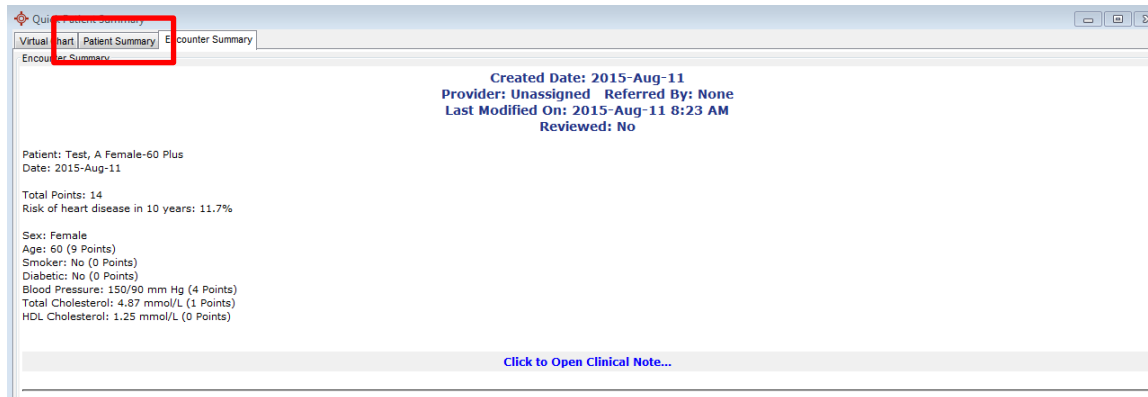 Quick Patient Summary
Virtual Chart Patient Summary Encounter Summary
Encounter Summary
Created Date: 2015-Aug-11
Provider: Unassigned Referred By: None
Last Modified On: 2015-Aug-11 8:23 AM
Reviewed: No
Patient: Test, A Female-60 Plus
Date: 2015-Aug-11
Total Points: 14
Risk of heart disease in 10 years: 11.7%
Sex: Female
Age: 60 (9 Points)
Smoker: No (0 Points)
Diabetic: No (0 Points)
Blood Pressure: 150/90 mm Hg (4 Points)
Total Cholesterol: 4.87 mmol/L (1 Points)
HDL Cholesterol: 1.25 mmol/L (0 Points)
Click to Open Clinical Note...